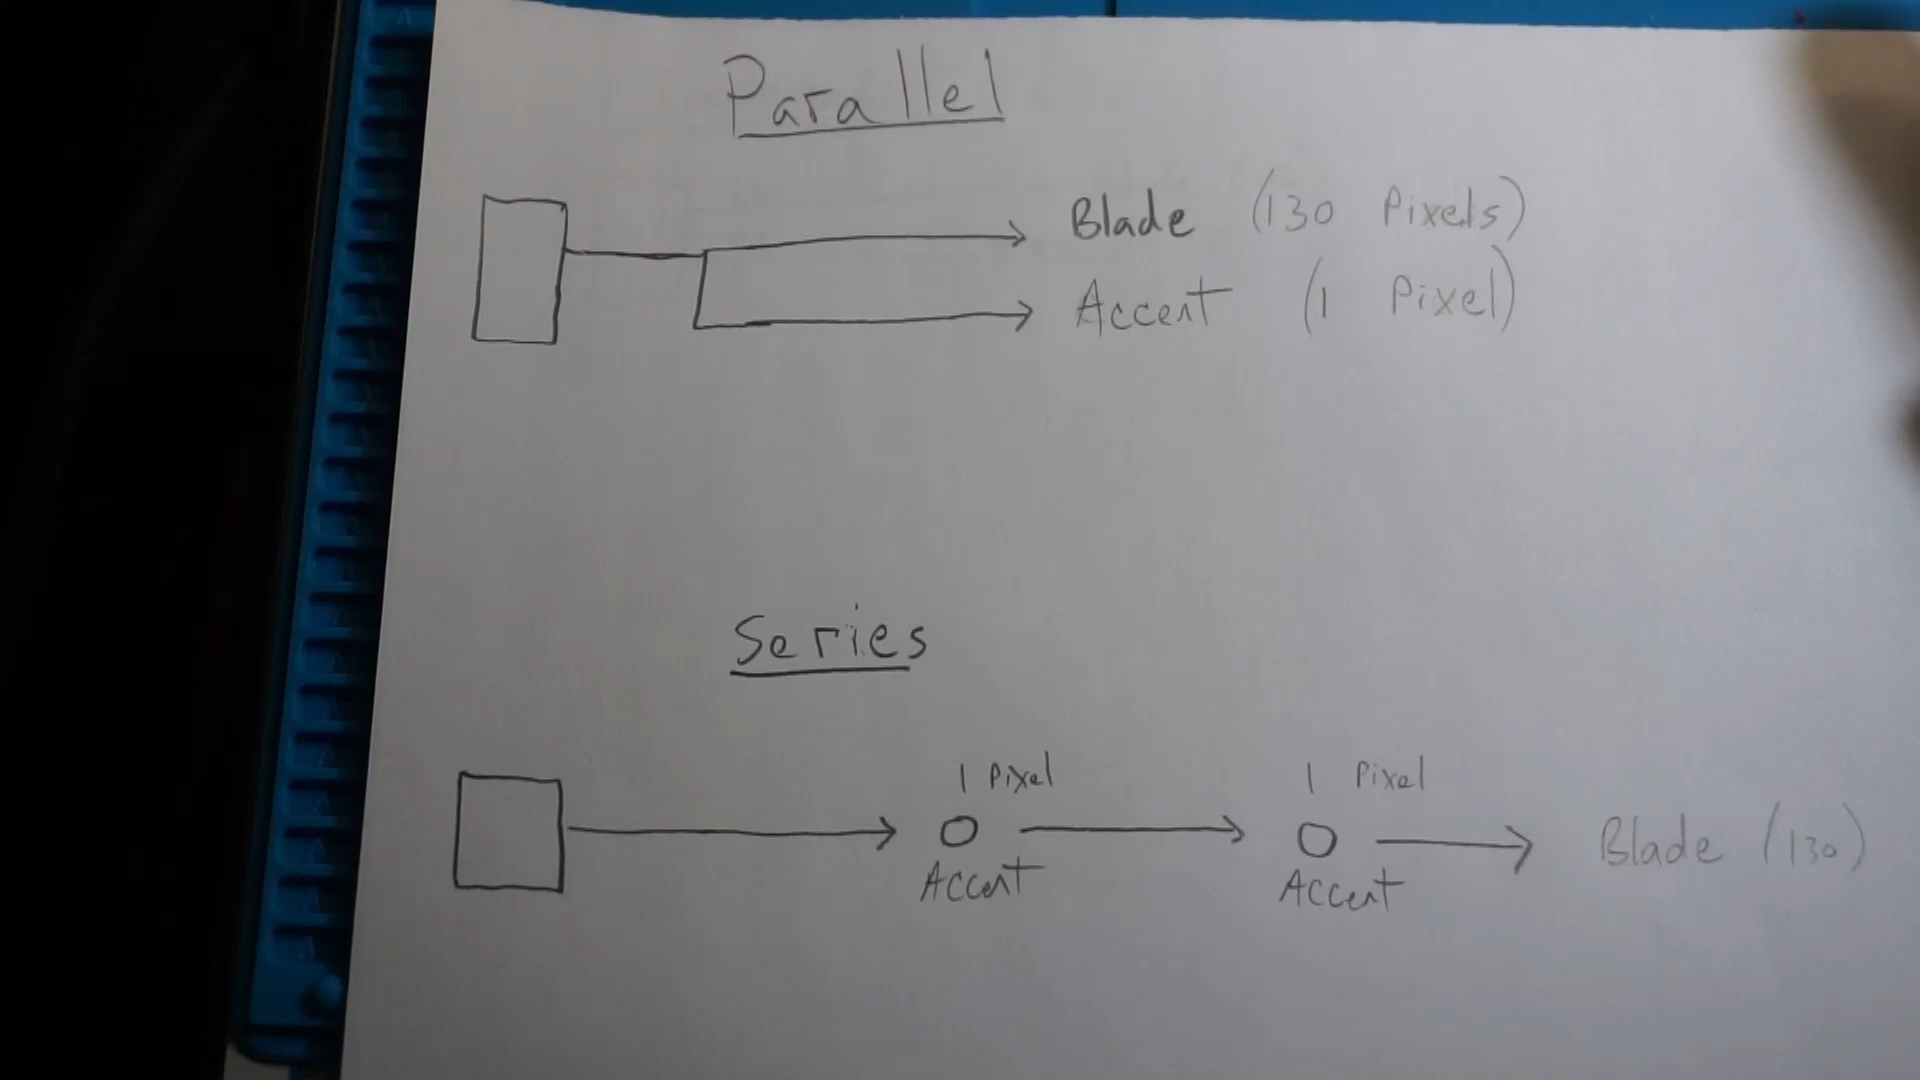 Parallel
Blade (130 Pixels)
Accent (1 Pixel)
Series
1 Pixel 1 Pixel
Blade (130)
Accent Accent